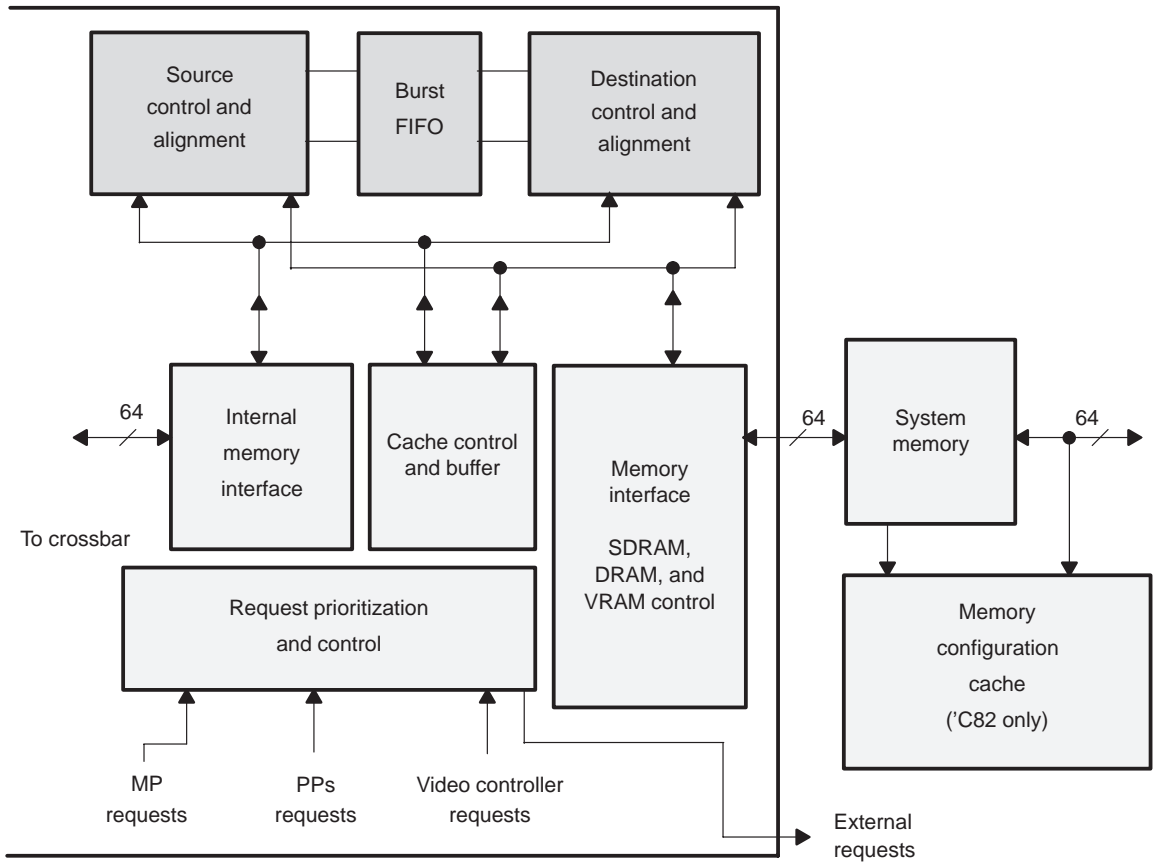 Source
control and
alignment
Burst
FIFO
Destination
control and
alignment
64
Internal
memory
interface
To crossbar
Cache control
and buffer
Memory
interface
SDRAM,
DRAM, and
VRAM control
64
System
memory
64
Memory
configuration
cache
(’C82 only)
Request prioritization
and control
MP
requests
PPs
requests
Video controller
requests
External
requests